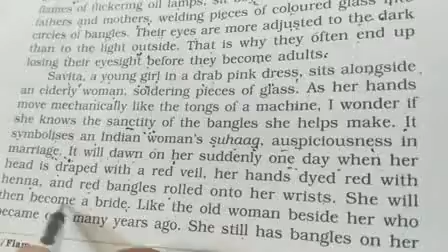 flames of flickering oil lamps, sit
fathers and mothers, welding pieces of coloured glass into
circles of bangles. Their eyes are more adjusted to the dark
than to the light outside. That is why they often end up
losing their eyesight before they become adults.
Savita, a young girl in a drab pink dress, sits alongside
an elderly woman, soldering pieces of glass. As her hands
move mechanically like the tongs of a machine, I wonder if
she knows the sanctity of the bangles she helps make. It
symbolises an Indian woman's suhaag, auspiciousness in
marriage. It will dawn on her suddenly one day when her
head is draped with a red veil, her hands dyed red with
henna, and red bangles rolled onto her wrists. She will
then become a bride. Like the old woman beside her who
became one many years ago. She still has bangles on her
/Flam